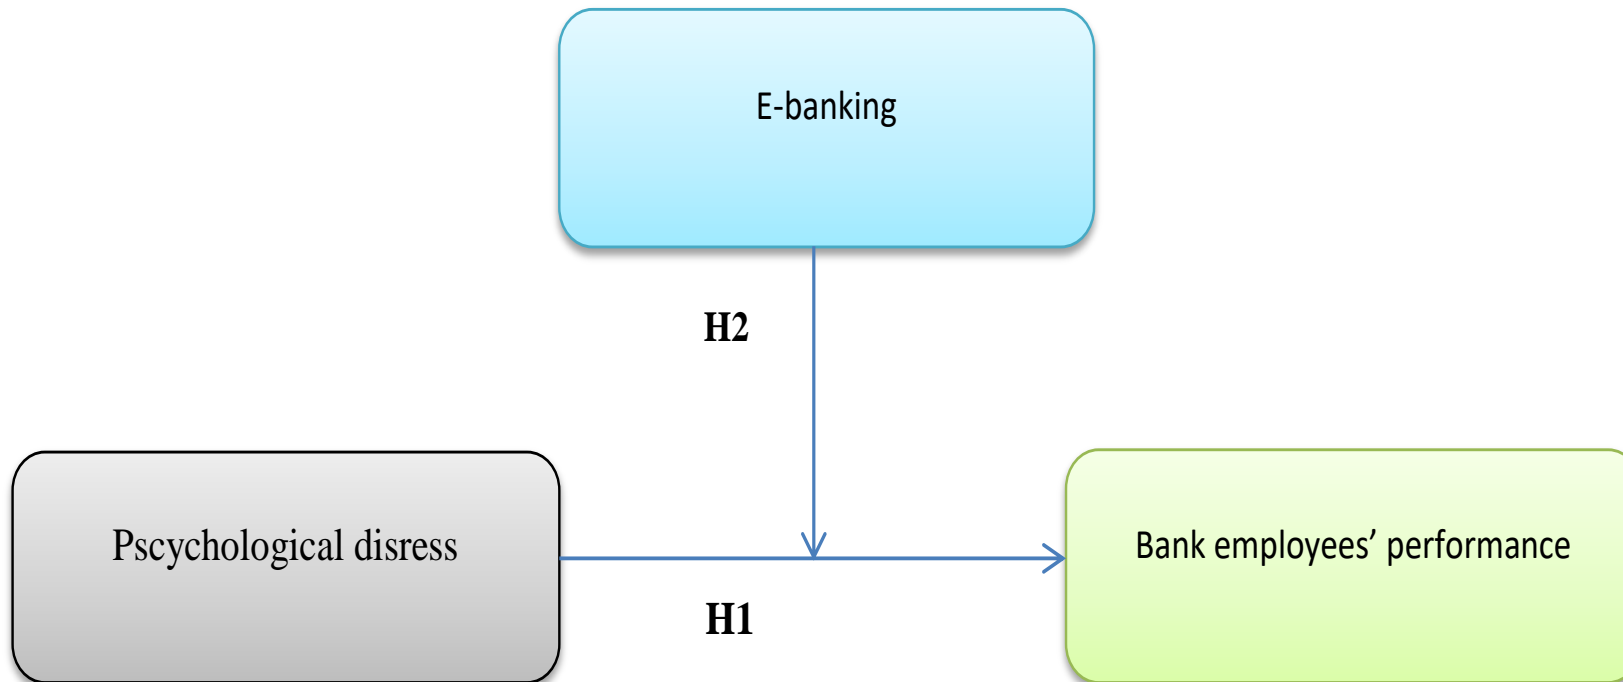 E-banking
H2
Pscychological disress
Bank employees’ performance
H1